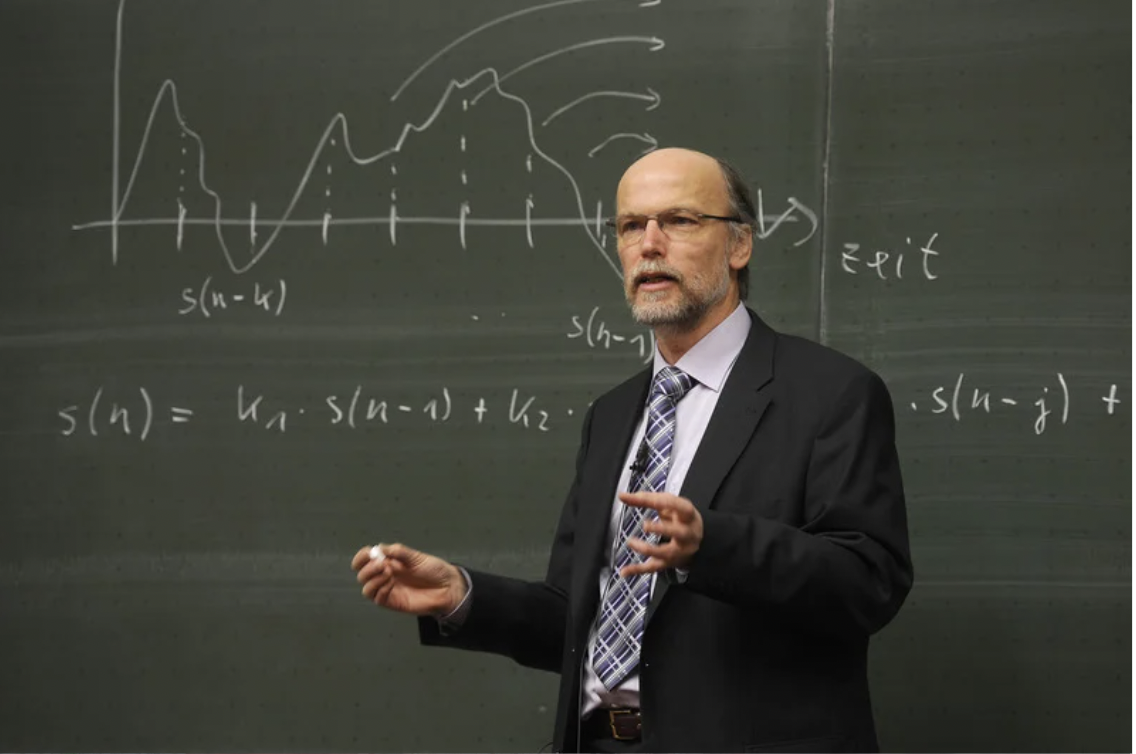 Zeit
s(n-k) . . s(n-1)
s(n) = k₁ · s(n-1) + k₂ · · s(n-j) +